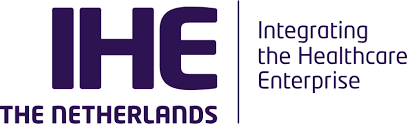 IHE
THE NETHERLANDS
Integrating
the Healthcare
Enterprise